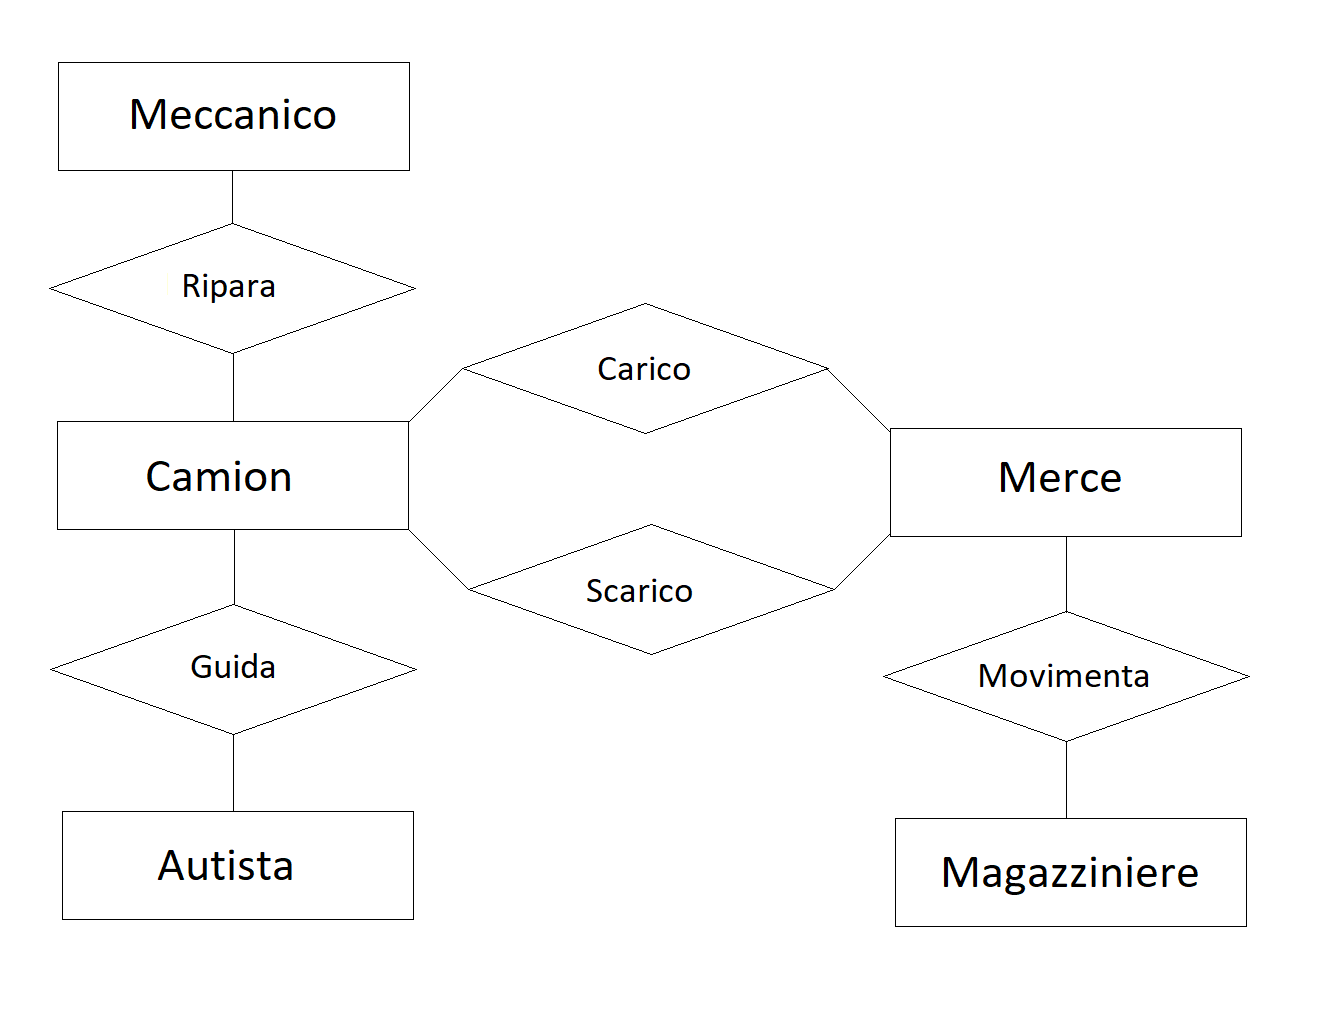 Meccanico
Ripara
Carico
Camion
Merce
Scarico
Guida
Movimenta
Autista
Magazziniere